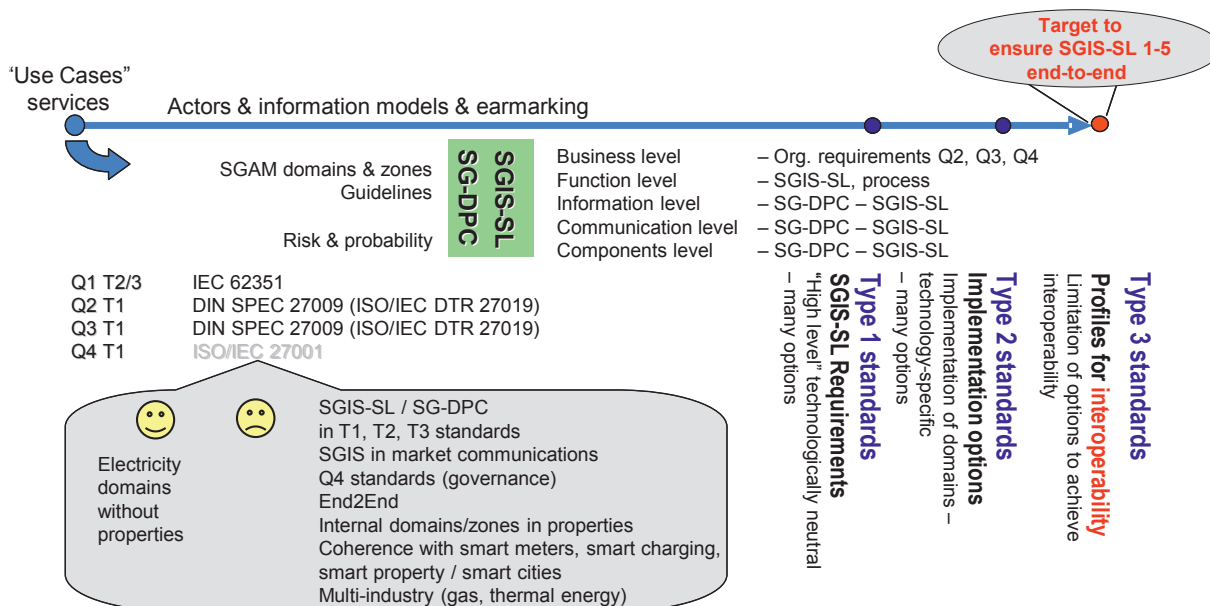 Target to
ensure SGIS-SL 1-5
end-to-end
"Use Cases"
services
Actors & information models & earmarking
SGAM domains & zones
Guidelines
Risk & probability
SGIS-SL
SG-DPC
Business level – Org. requirements Q2, Q3, Q4
Function level – SGIS-SL, process
Information level – SG-DPC – SGIS-SL
Communication level – SG-DPC – SGIS-SL
Components level – SG-DPC – SGIS-SL
Q1 T2/3 IEC 62351
Q2 T1 DIN SPEC 27009 (ISO/IEC DTR 27019)
Q3 T1 DIN SPEC 27009 (ISO/IEC DTR 27019)
Q4 T1 ISO/IEC 27001
Electricity
domains
without
properties
SGIS-SL / SG-DPC
in T1, T2, T3 standards
SGIS in market communications
Q4 standards (governance)
End2End
Internal domains/zones in properties
Coherence with smart meters, smart charging,
smart property / smart cities
Multi-industry (gas, thermal energy)
Type 1 standards
SGIS-SL Requirements
"High level" technologically neutral
– many options
Type 2 standards
Implementation options
Implementation of domains –
technology-specific
– many options
Type 3 standards
Profiles for interoperability
Limitation of options to achieve
interoperability